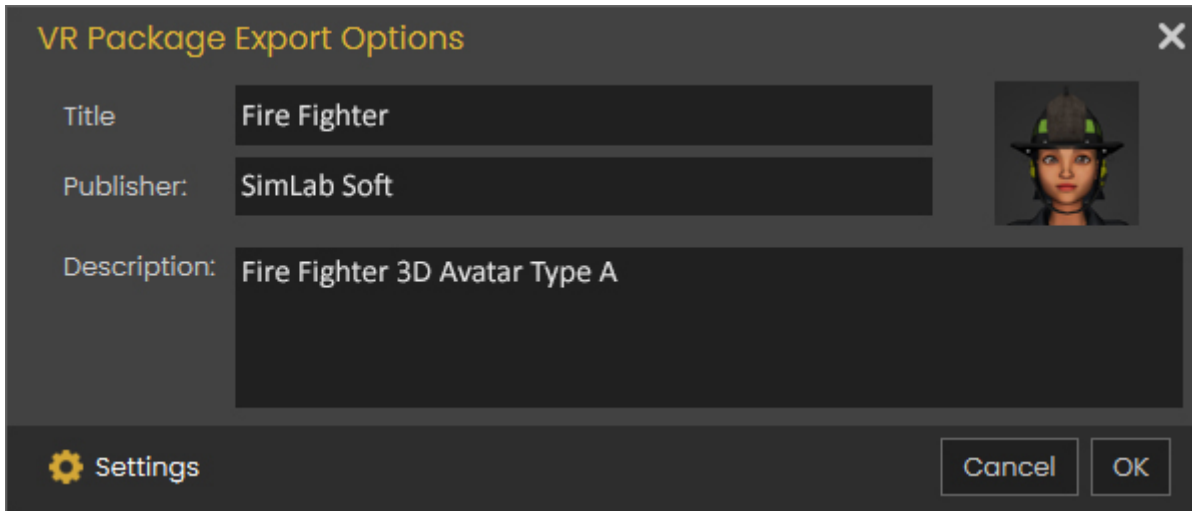 VR Package Export Options
Title
Fire Fighter
Publisher:
SimLab Soft
Description:
Fire Fighter 3D Avatar Type A
Settings
Cancel
OK